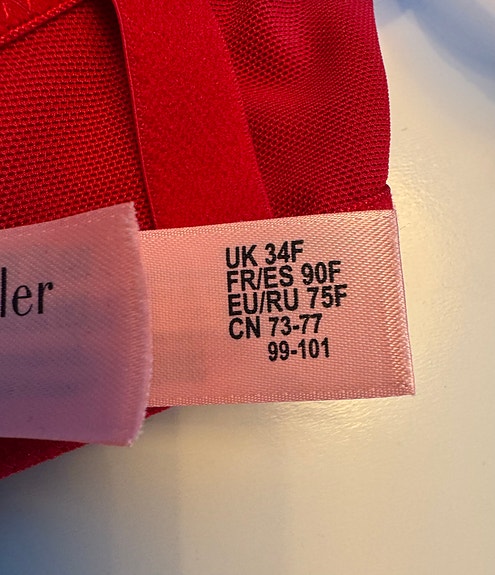 ler
UK 34F
FR/ES 90F
EU/RU 75F
CN 73-77
99-101